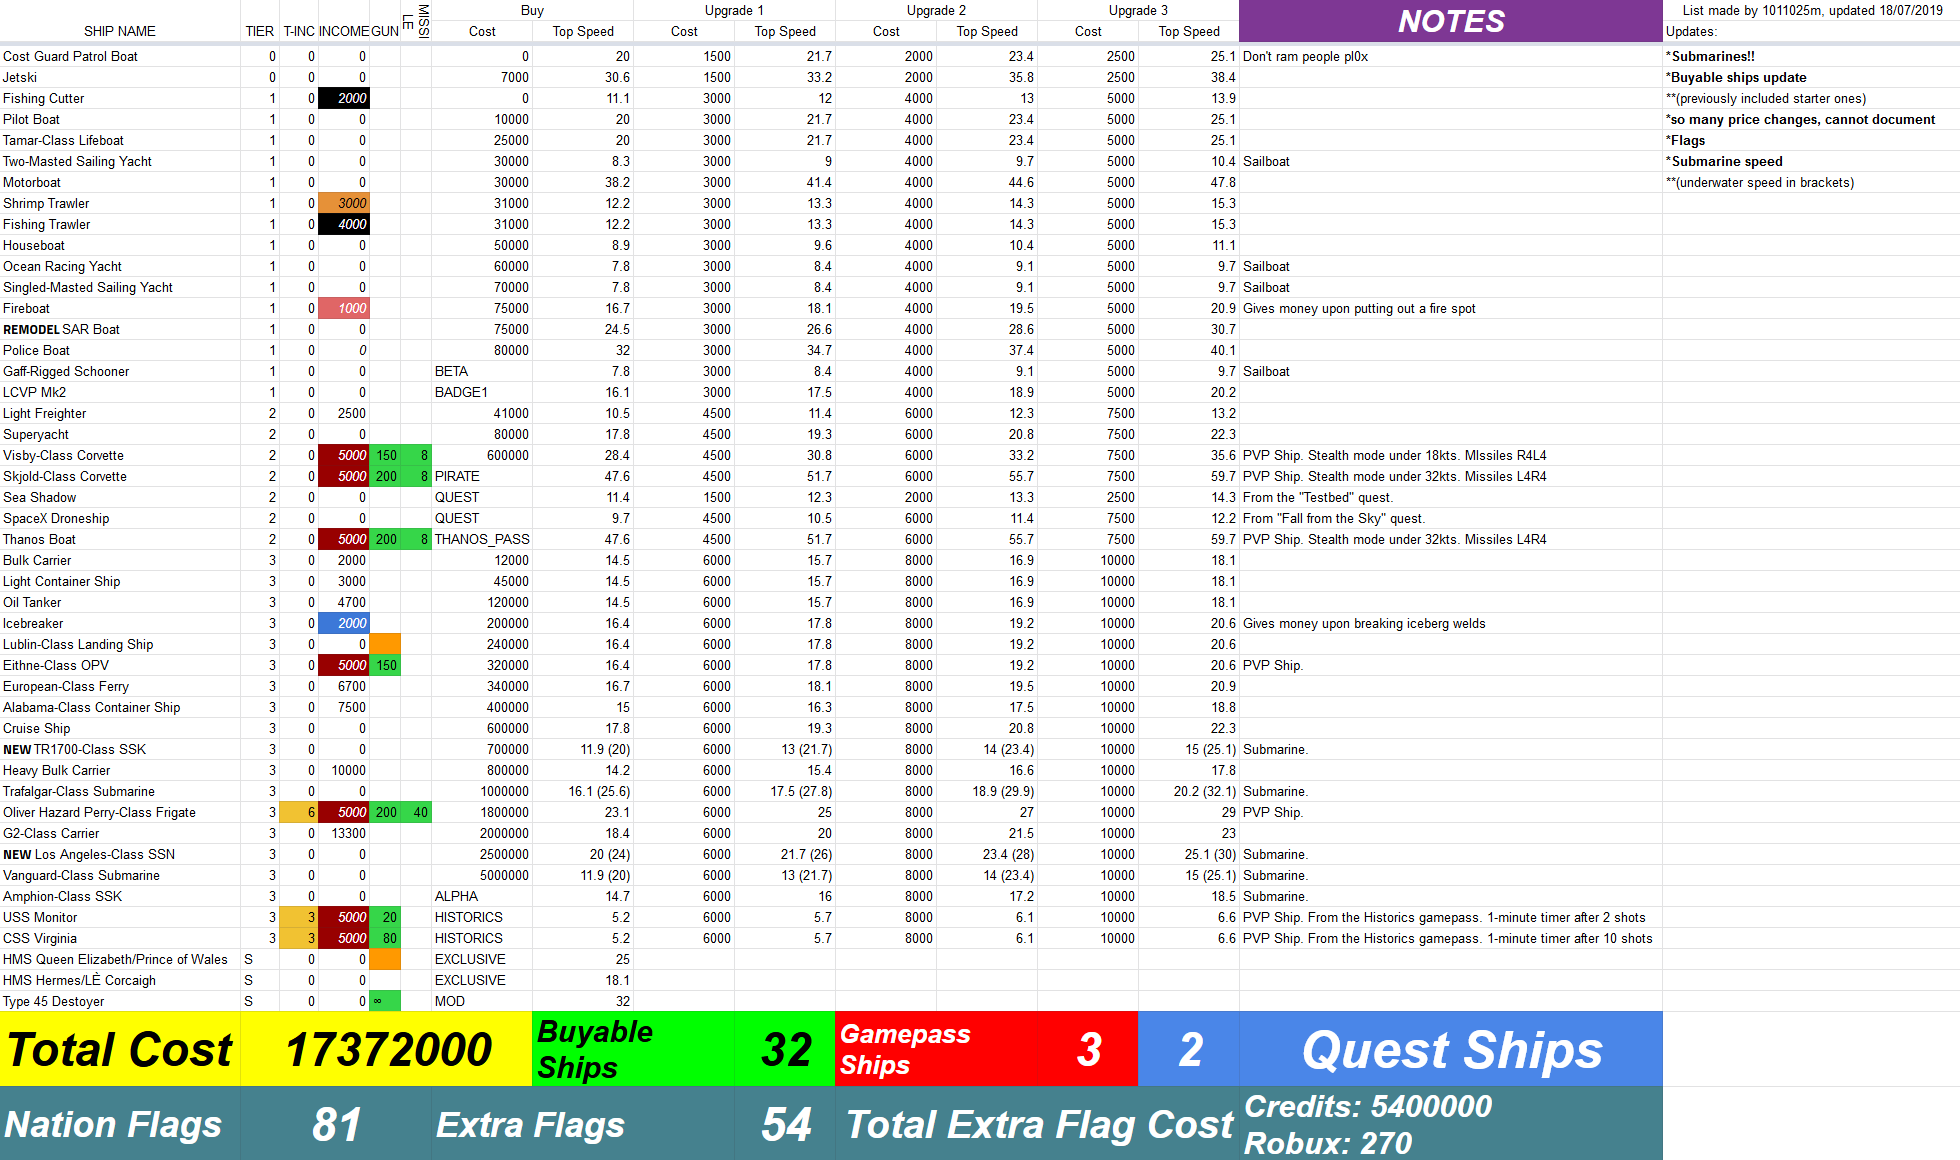 Buy Upgrade 1 Upgrade 2 Upgrade 3 NOTES List made by 1011025m, updated 18/07/2019
SHIP NAME TIER T-INC INCOME GUN MISSILE Cost Top Speed Cost Top Speed Cost Top Speed Cost Top Speed Updates:
Cost Guard Patrol Boat 0 0 0 0 20 1500 21.7 2000 23.4 2500 25.1 Don't ram people pl0x *Submarines!!
Jetski 0 0 0 7000 30.6 1500 33.2 2000 35.8 2500 38.4 *Buyable ships update
Fishing Cutter 1 0 2000 0 11.1 3000 12 4000 13 5000 13.9 **(previously included starter ones)
Pilot Boat 1 0 0 10000 20 3000 21.7 4000 23.4 5000 25.1 *so many price changes, cannot document
Tamar-Class Lifeboat 1 0 0 25000 20 3000 21.7 4000 23.4 5000 25.1 *Flags
Two-Masted Sailing Yacht 1 0 0 30000 8.3 3000 9 4000 9.7 5000 10.4 Sailboat *Submarine speed
Motorboat 1 0 0 30000 38.2 3000 41.4 4000 44.6 5000 47.8 **(underwater speed in brackets)
Shrimp Trawler 1 0 3000 31000 12.2 3000 13.3 4000 14.3 5000 15.3
Fishing Trawler 1 0 4000 31000 12.2 3000 13.3 4000 14.3 5000 15.3
Houseboat 1 0 0 50000 8.9 3000 9.6 4000 10.4 5000 11.1
Ocean Racing Yacht 1 0 0 60000 7.8 3000 8.4 4000 9.1 5000 9.7 Sailboat
Singled-Masted Sailing Yacht 1 0 0 70000 7.8 3000 8.4 4000 9.1 5000 9.7 Sailboat
Fireboat 1 0 1000 75000 16.7 3000 18.1 4000 19.5 5000 20.9 Gives money upon putting out a fire spot
REMODEL SAR Boat 1 0 0 75000 24.5 3000 26.6 4000 28.6 5000 30.7
Police Boat 1 0 0 80000 32 3000 34.7 4000 37.4 5000 40.1
Gaff-Rigged Schooner 1 0 0 BETA 7.8 3000 8.4 4000 9.1 5000 9.7 Sailboat
LCVP Mk2 1 0 0 BADGE1 16.1 3000 17.5 4000 18.9 5000 20.2
Light Freighter 2 0 2500 41000 10.5 4500 11.4 6000 12.3 7500 13.2
Superyacht 2 0 0 80000 17.8 4500 19.3 6000 20.8 7500 22.3
Visby-Class Corvette 2 0 5000 150 8 600000 28.4 4500 30.8 6000 33.2 7500 35.6 PVP Ship. Stealth mode under 18kts. MIssiles R4L4
Skjold-Class Corvette 2 0 5000 200 8 PIRATE 47.6 4500 51.7 6000 55.7 7500 59.7 PVP Ship. Stealth mode under 32kts. Missiles L4R4
Sea Shadow 2 0 0 QUEST 11.4 1500 12.3 2000 13.3 2500 14.3 From the "Testbed" quest.
SpaceX Droneship 2 0 0 QUEST 9.7 4500 10.5 6000 11.4 7500 12.2 From "Fall from the Sky" quest.
Thanos Boat 2 0 5000 200 8 THANOS_PASS 47.6 4500 51.7 6000 55.7 7500 59.7 PVP Ship. Stealth mode under 32kts. Missiles L4R4
Bulk Carrier 3 0 2000 12000 14.5 6000 15.7 8000 16.9 10000 18.1
Light Container Ship 3 0 3000 45000 14.5 6000 15.7 8000 16.9 10000 18.1
Oil Tanker 3 0 4700 120000 14.5 6000 15.7 8000 16.9 10000 18.1
Icebreaker 3 0 2000 200000 16.4 6000 17.8 8000 19.2 10000 20.6 Gives money upon breaking iceberg welds
Lublin-Class Landing Ship 3 0 0 240000 16.4 6000 17.8 8000 19.2 10000 20.6
Eithne-Class OPV 3 0 5000 150 320000 16.4 6000 17.8 8000 19.2 10000 20.6 PVP Ship.
European-Class Ferry 3 0 6700 340000 16.7 6000 18.1 8000 19.5 10000 20.9
Alabama-Class Container Ship 3 0 7500 400000 15 6000 16.3 8000 17.5 10000 18.8
Cruise Ship 3 0 0 600000 17.8 6000 19.3 8000 20.8 10000 22.3
NEW TR1700-Class SSK 3 0 0 700000 11.9 (20) 6000 13 (21.7) 8000 14 (23.4) 10000 15 (25.1) Submarine.
Heavy Bulk Carrier 3 0 10000 800000 14.2 6000 15.4 8000 16.6 10000 17.8
Trafalgar-Class Submarine 3 0 0 1000000 16.1 (25.6) 6000 17.5 (27.8) 8000 18.9 (29.9) 10000 20.2 (32.1) Submarine.
Oliver Hazard Perry-Class Frigate 3 6 5000 200 40 1800000 23.1 6000 25 8000 27 10000 29 PVP Ship.
G2-Class Carrier 3 0 13300 2000000 18.4 6000 20 8000 21.5 10000 23
NEW Los Angeles-Class SSN 3 0 0 2500000 20 (24) 6000 21.7 (26) 8000 23.4 (28) 10000 25.1 (30) Submarine.
Vanguard-Class Submarine 3 0 0 5000000 11.9 (20) 6000 13 (21.7) 8000 14 (23.4) 10000 15 (25.1) Submarine.
Amphion-Class SSK 3 0 0 ALPHA 14.7 6000 16 8000 17.2 10000 18.5 Submarine.
USS Monitor 3 3 5000 20 HISTORICS 5.2 6000 5.7 8000 6.1 10000 6.6 PVP Ship. From the Historics gamepass. 1-minute timer after 2 shots
CSS Virginia 3 3 5000 80 HISTORICS 5.2 6000 5.7 8000 6.1 10000 6.6 PVP Ship. From the Historics gamepass. 1-minute timer after 10 shots
HMS Queen Elizabeth/Prince of Wales S 0 0 EXCLUSIVE 25
HMS Hermes/LÈ Corcaigh S 0 0 EXCLUSIVE 18.1
Type 45 Destoyer S 0 0 ∞ MOD 32
Total Cost 17372000 Buyable Ships 32 Gamepass Ships 3 2 Quest Ships
Nation Flags 81 Extra Flags 54 Total Extra Flag Cost Credits: 5400000
Robux: 270